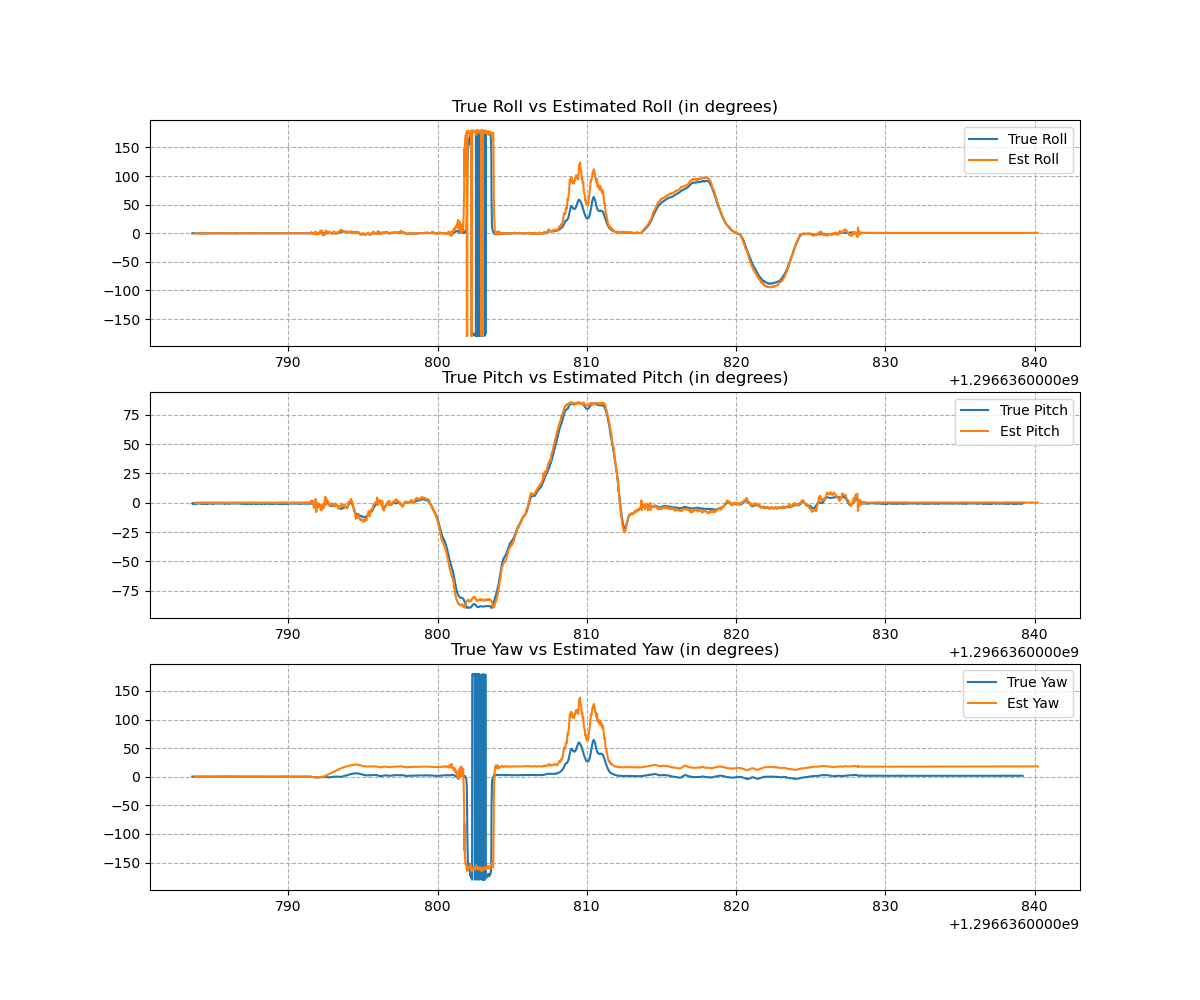 True Roll vs Estimated Roll (in degrees)
True Roll
Est Roll
150
100
50
0
−50
−100
−150
790 800 810 820 830 840
+1.2966360000e9
True Pitch vs Estimated Pitch (in degrees)
True Pitch
Est Pitch
75
50
25
0
−25
−50
−75
790 800 810 820 830 840
+1.2966360000e9
True Yaw vs Estimated Yaw (in degrees)
True Yaw
Est Yaw
150
100
50
0
−50
−100
−150
790 800 810 820 830 840
+1.2966360000e9